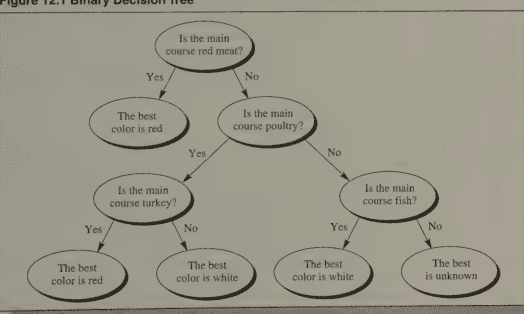 Figure 12.1 Binary Decision Tree
Is the main
course red meat?
Yes
No
The best
color is red
Is the main
course poultry?
Yes
No
Is the main
course turkey?
Is the main
course fish?
Yes
No
Yes
No
The best
color is red
The best
color is white
The best
color is white
The best
is unknown